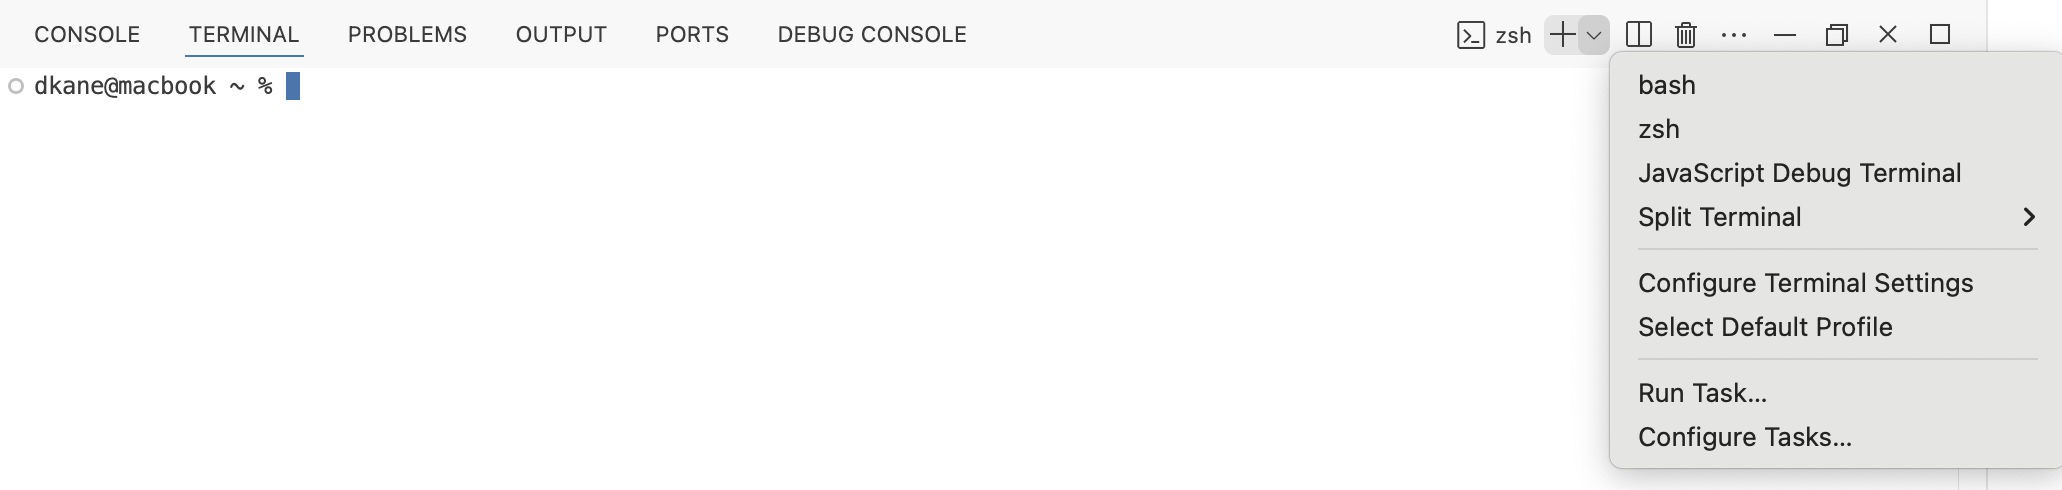 CONSOLE TERMINAL PROBLEMS OUTPUT PORTS DEBUG CONSOLE zsh
dkane@macbook ~ %
bash
zsh
JavaScript Debug Terminal
Split Terminal
Configure Terminal Settings
Select Default Profile
Run Task...
Configure Tasks...